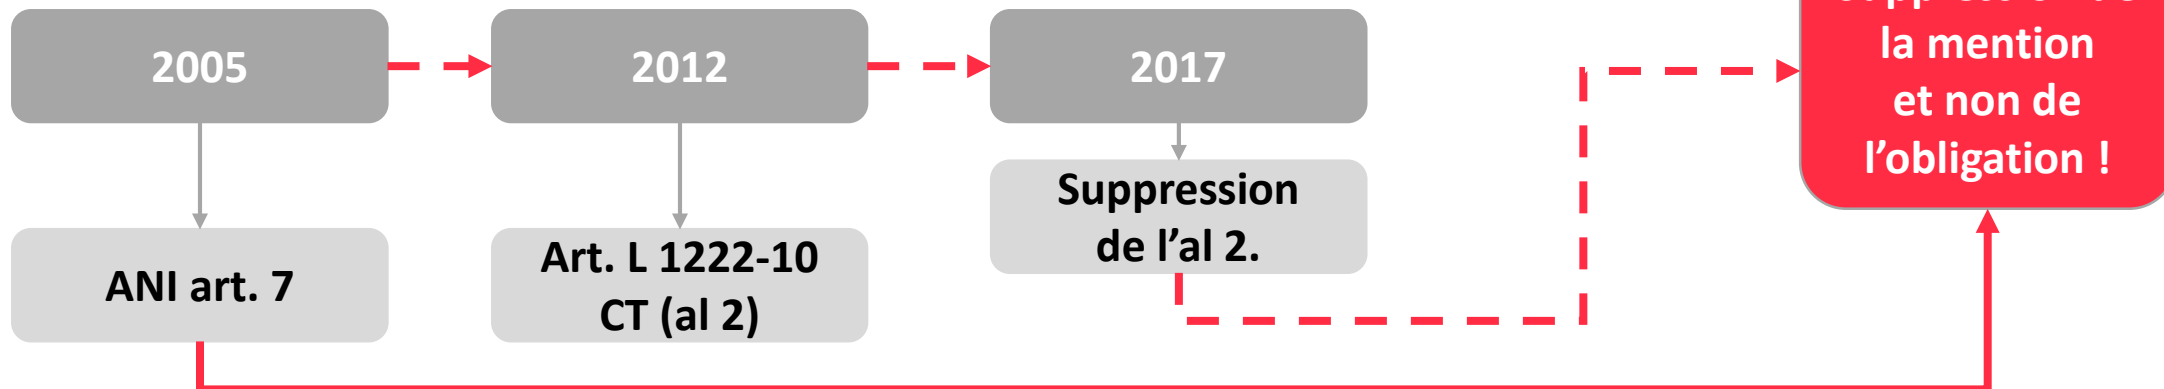 2005
2012
2017
la mention
et non de
l'obligation !
ANI art. 7
Art. L 1222-10
CT (al 2)
Suppression
de l'al 2.